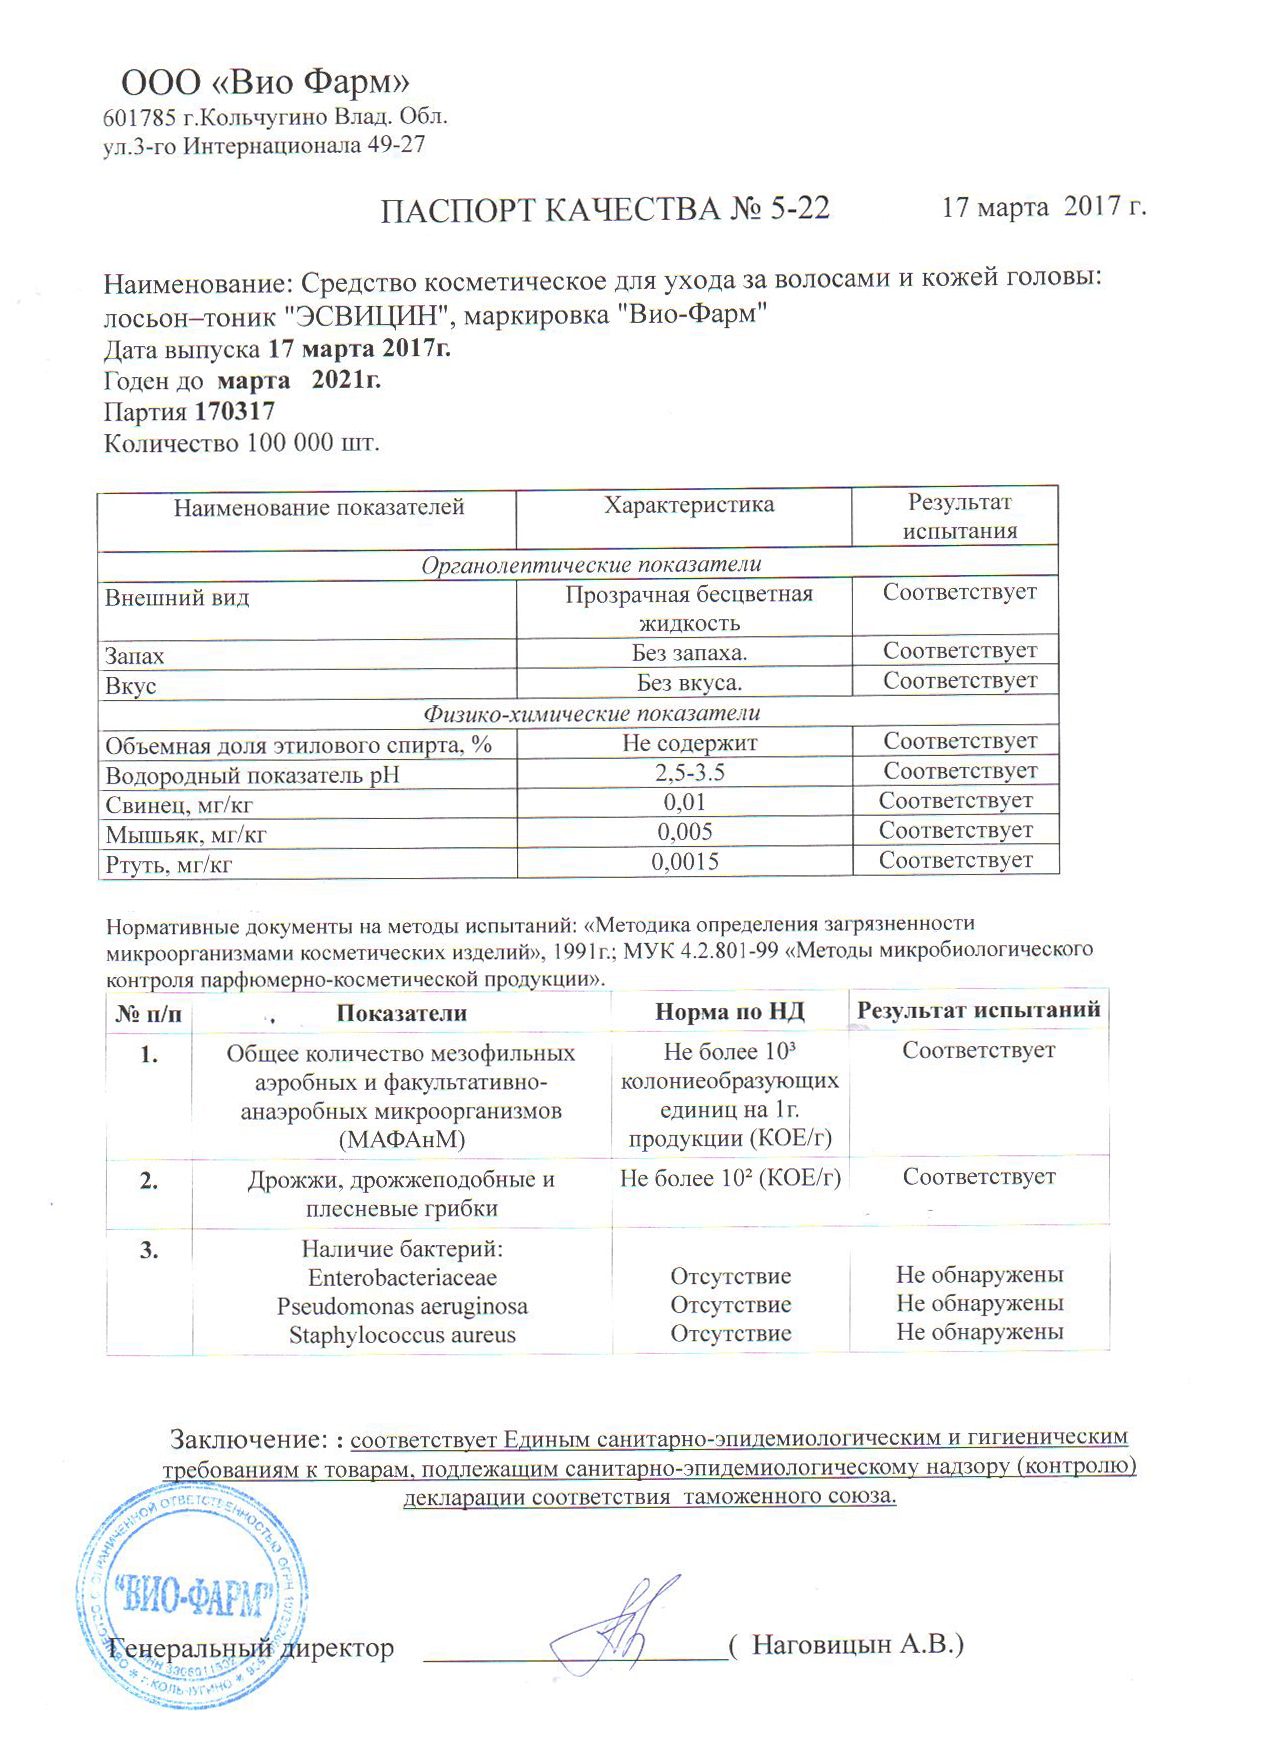 ООО «Вио Фарм»
601785 г.Кольчугино Влад. Обл.
ул.3-го Интернационала 49-27
ПАСПОРТ КАЧЕСТВА № 5-22 17 марта 2017 г.
Наименование: Средство косметическое для ухода за волосами и кожей головы:
лосьон–тоник "ЭСВИЦИН", маркировка "Вио-Фарм"
Дата выпуска 17 марта 2017г.
Годен до марта 2021г.
Партия 170317
Количество 100 000 шт.
Наименование показателей Характеристика Результат
испытания
Органолептические показатели
Внешний вид Прозрачная бесцветная Соответствует
жидкость
Запах Без запаха. Соответствует
Вкус Без вкуса. Соответствует
Физико-химические показатели
Объемная доля этилового спирта, % Не содержит Соответствует
Водородный показатель pH 2,5-3.5 Соответствует
Свинец, мг/кг 0,01 Соответствует
Мышьяк, мг/кг 0,005 Соответствует
Ртуть, мг/кг 0,0015 Соответствует
Нормативные документы на методы испытаний: «Методика определения загрязненности
микроорганизмами косметических изделий», 1991г.; МУК 4.2.801-99 «Методы микробиологического
контроля парфюмерно-косметической продукции».
№ п/п Показатели Норма по НД Результат испытаний
1. Общее количество мезофильных Не более 10³ Соответствует
аэробных и факультативно- колониеобразующих
анаэробных микроорганизмов единиц на 1г.
(МАФАнМ) продукции (КОЕ/г)
2. Дрожжи, дрожжеподобные и Не более 10² (КОЕ/г) Соответствует
плесневые грибки
3. Наличие бактерий:
Enterobacteriaceae Отсутствие Не обнаружены
Pseudomonas aeruginosa Отсутствие Не обнаружены
Staphylococcus aureus Отсутствие Не обнаружены
Заключение: : соответствует Единым санитарно-эпидемиологическим и гигиеническим
требованиям к товарам, подлежащим санитарно-эпидемиологическому надзору (контролю)
декларации соответствия таможенного союза.
"ВИО-ФАРМ"
ОГРАНИЧЕННОЙ ОТВЕТСТВЕННОСТЬЮ ОГРН
г.КОЛЬЧУГИНО
Генеральный директор ( Наговицын А.В.)